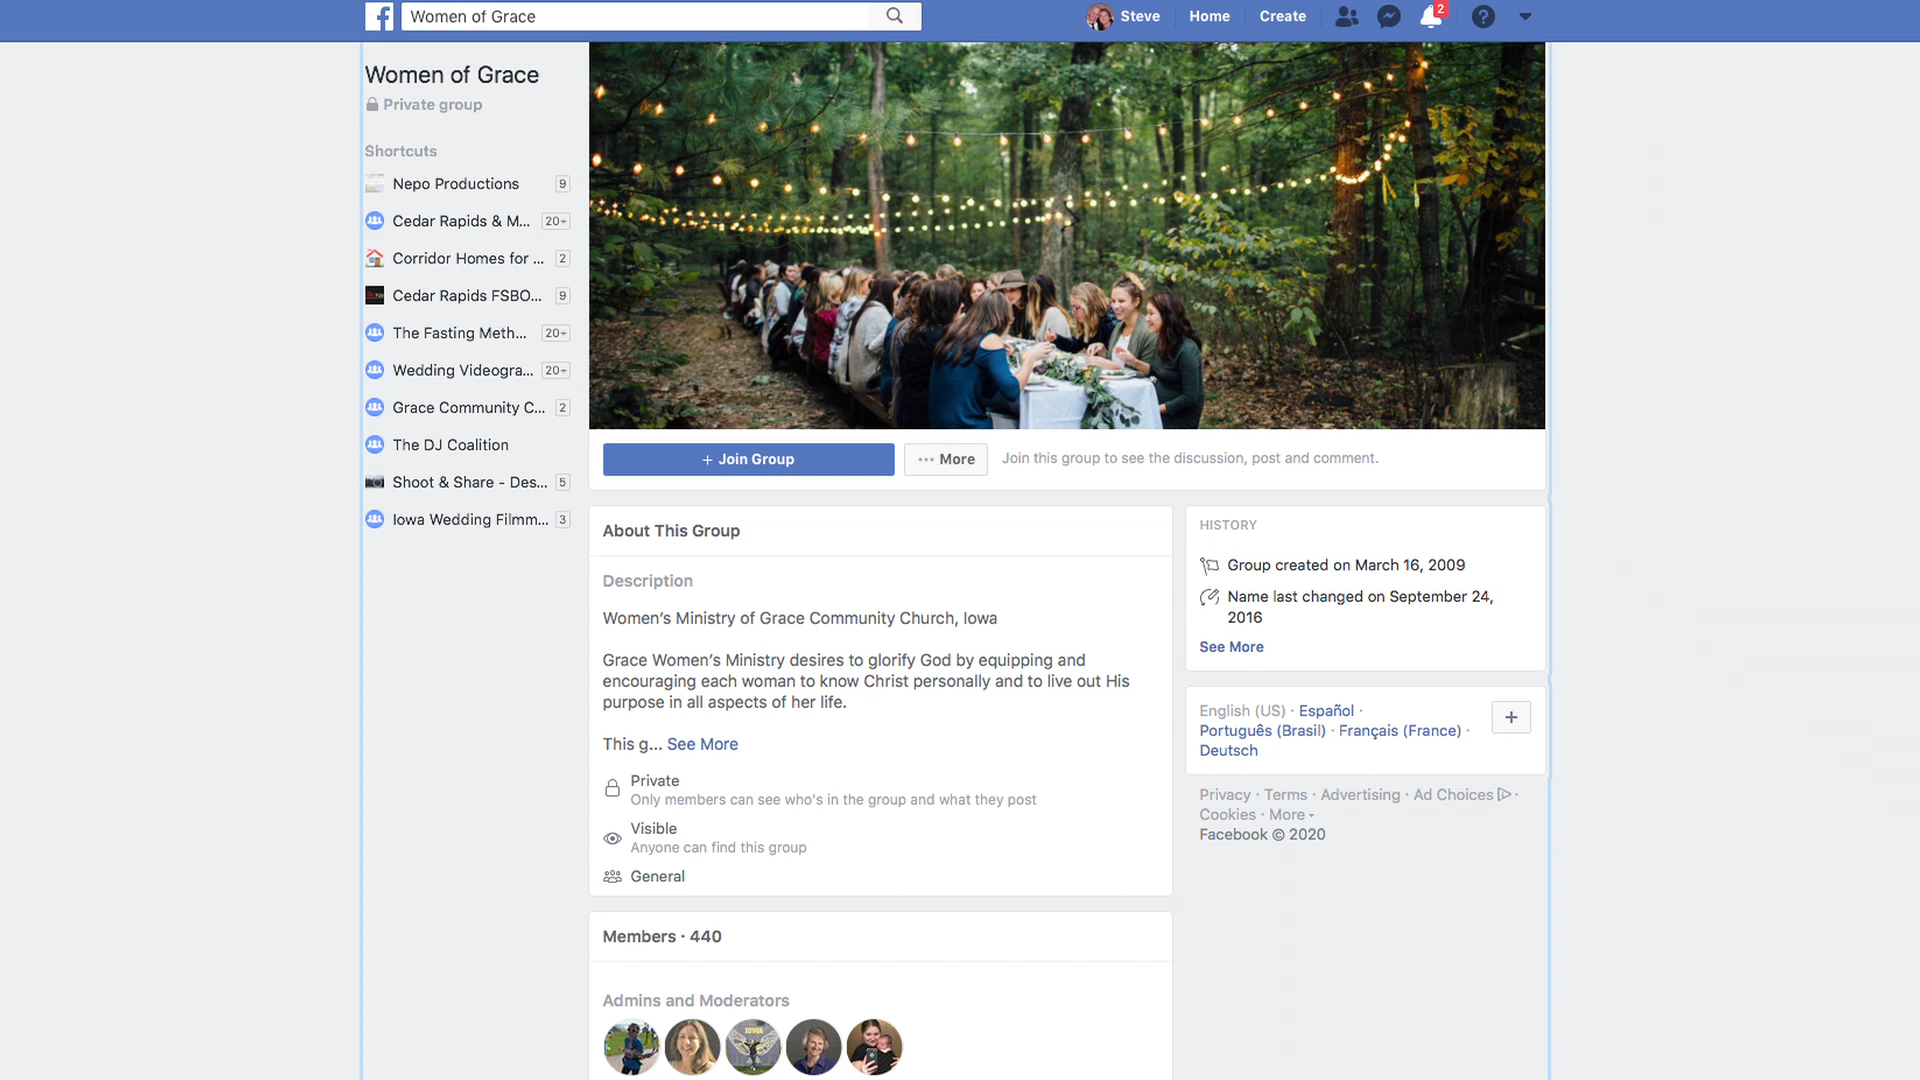 Women of Grace
Steve
Home
Create
2
Women of Grace
Private group
Shortcuts
Nepo Productions 9
Cedar Rapids & M... 20+
Corridor Homes for ... 2
Cedar Rapids FSBO... 9
The Fasting Meth... 20+
Wedding Videogra... 20+
Grace Community C... 2
The DJ Coalition
Shoot & Share - Des... 5
Iowa Wedding Filmm... 3
+ Join Group
··· More
Join this group to see the discussion, post and comment.
About This Group
Description
Women’s Ministry of Grace Community Church, Iowa
Grace Women’s Ministry desires to glorify God by equipping and
encouraging each woman to know Christ personally and to live out His
purpose in all aspects of her life.
This g... See More
Private
Only members can see who's in the group and what they post
Visible
Anyone can find this group
General
Members · 440
Admins and Moderators
IOWA
HISTORY
Group created on March 16, 2009
Name last changed on September 24,
2016
See More
English (US) · Español ·
Português (Brasil) · Français (France) ·
Deutsch
Privacy · Terms · Advertising · Ad Choices ·
Cookies · More
Facebook © 2020